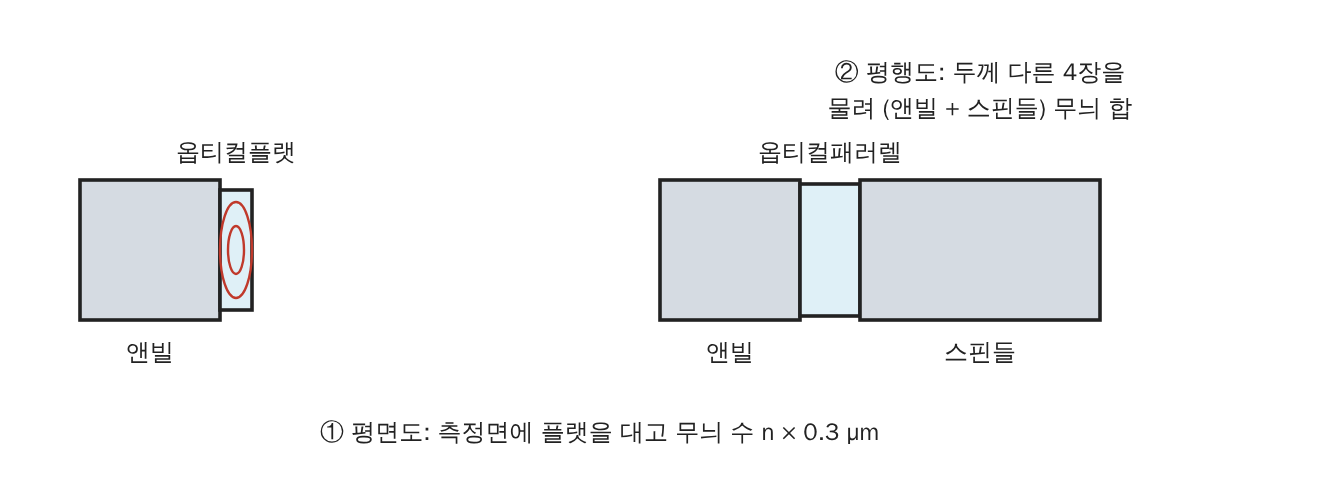 ② 평행도: 두께 다른 4장을
물려 (앤빌 + 스핀들) 무늬 합
옵티컬플랫
옵티컬패러렐
앤빌
앤빌
스핀들
① 평면도: 측정면에 플랫을 대고 무늬 수 n × 0.3 µm